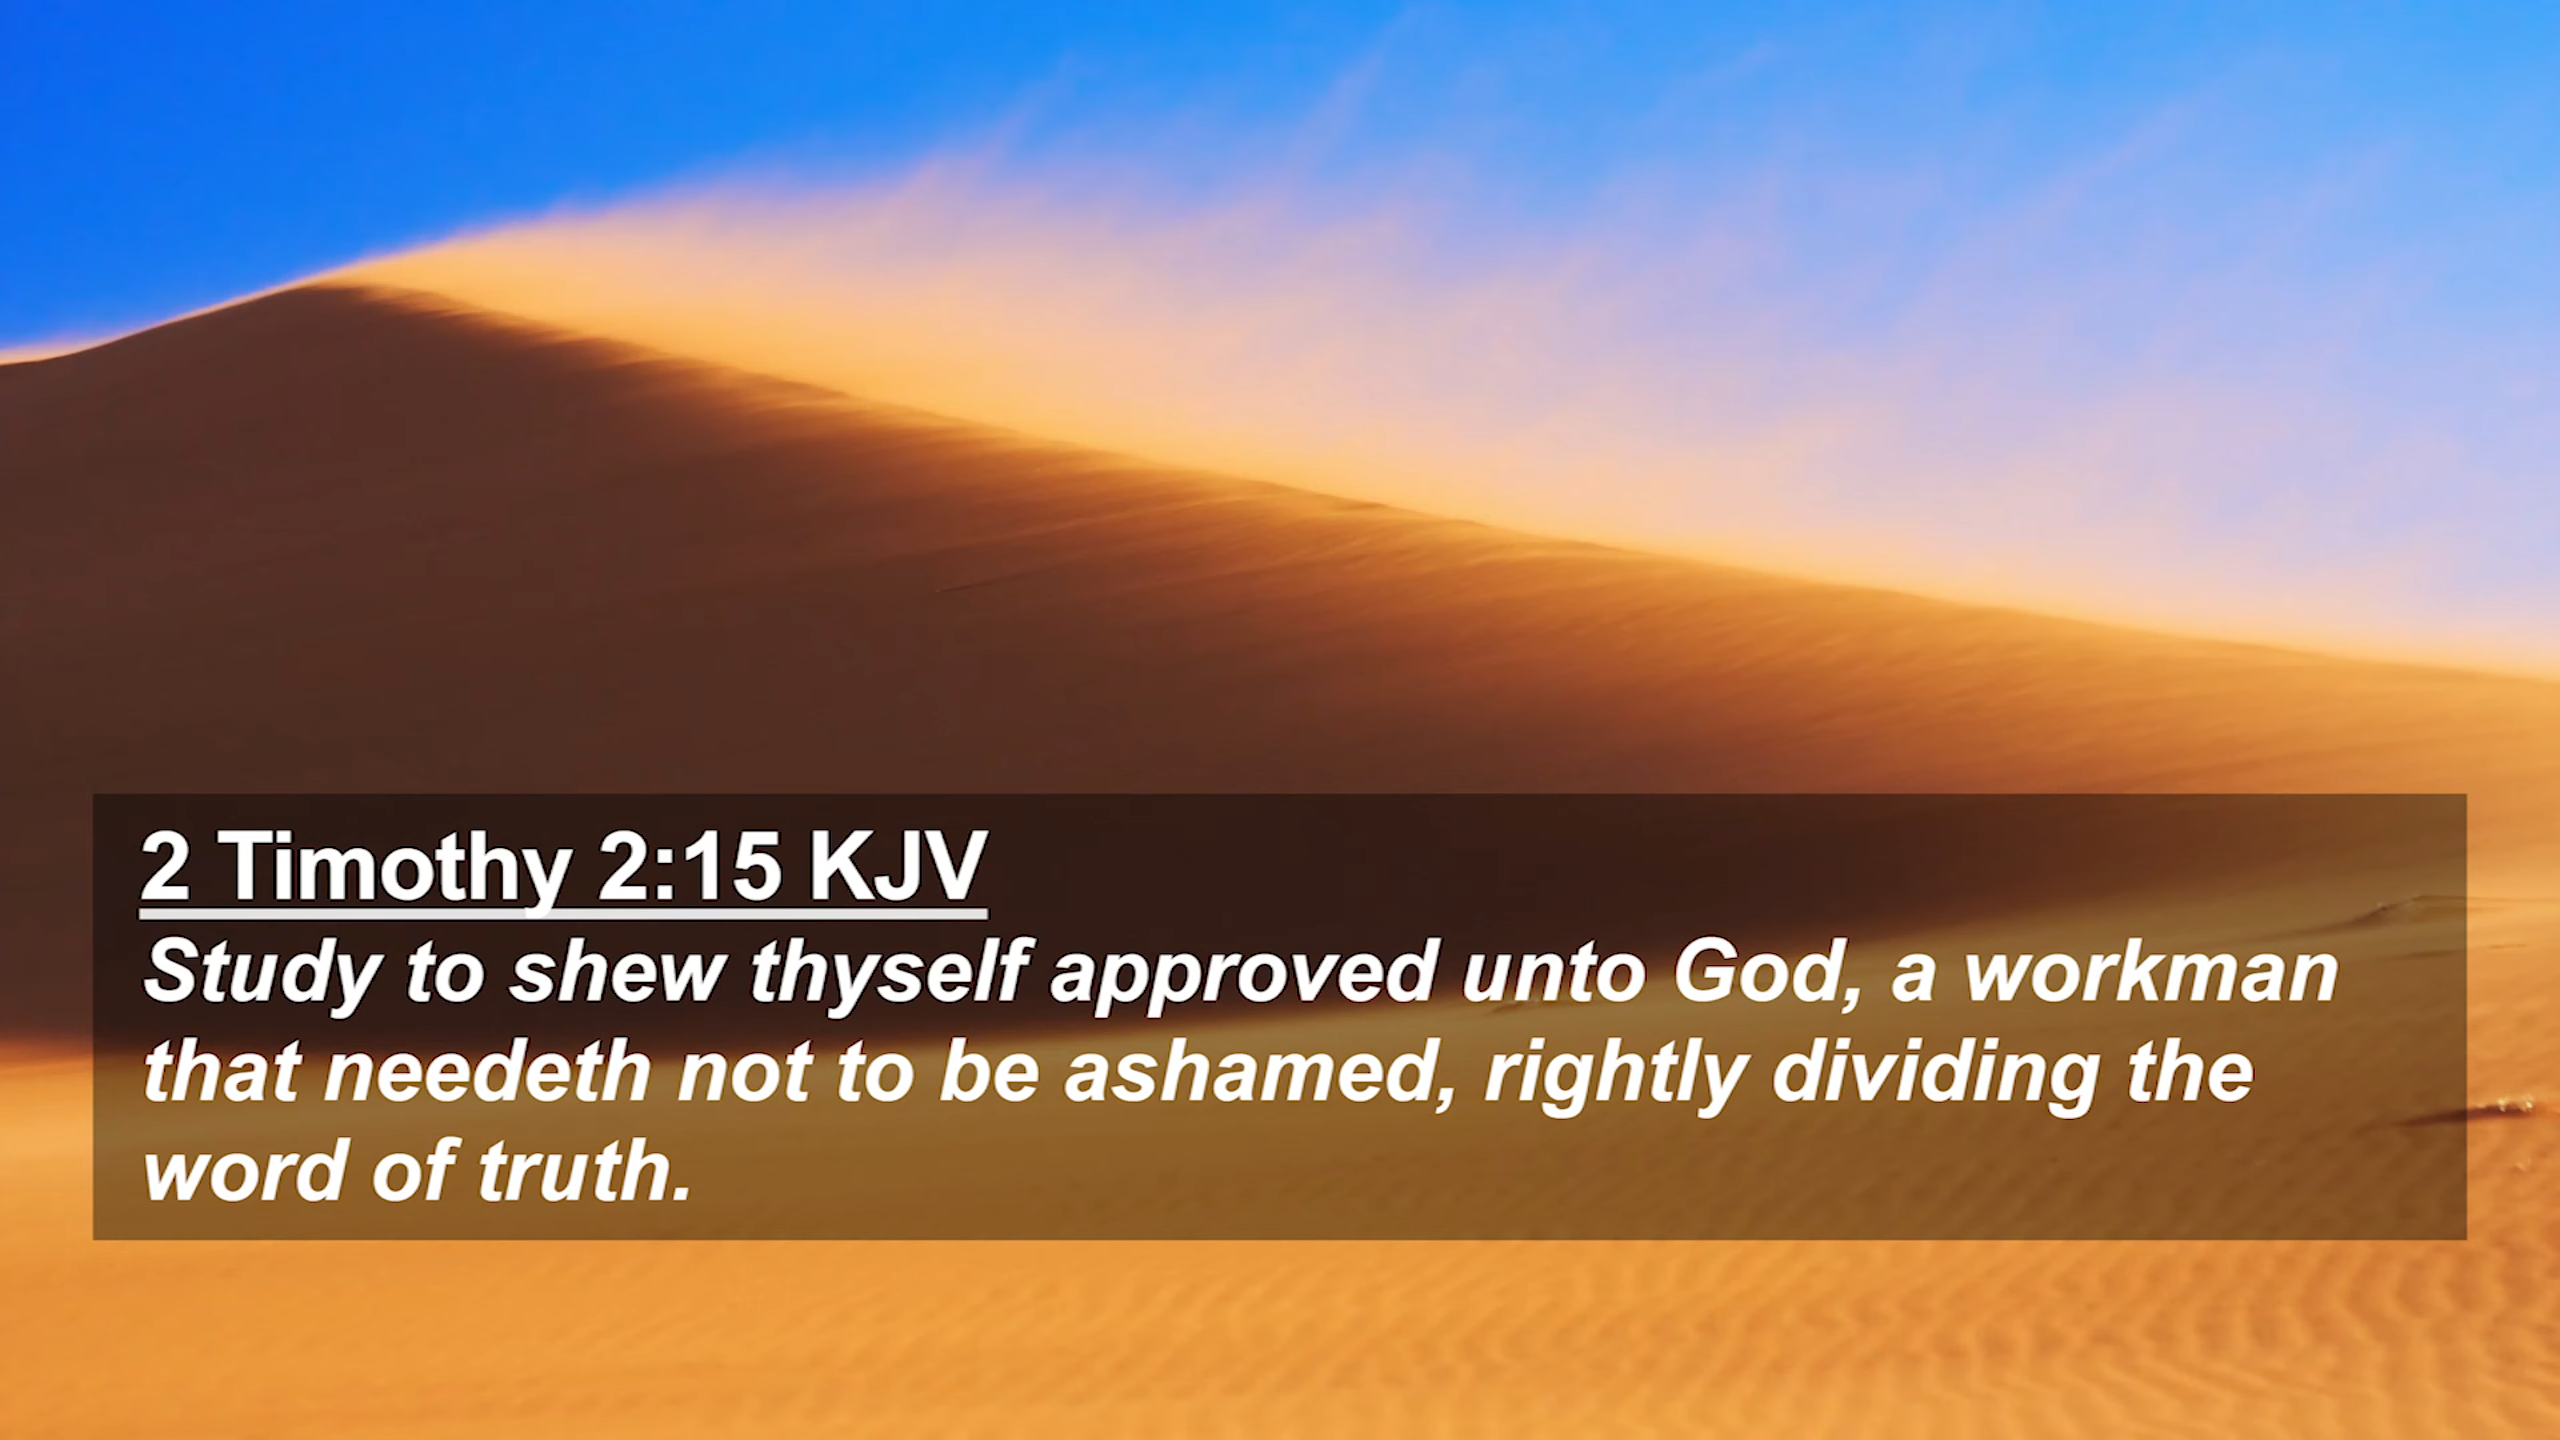 2 Timothy 2:15 KJV
Study to shew thyself approved unto God, a workman
that needeth not to be ashamed, rightly dividing the
word of truth.